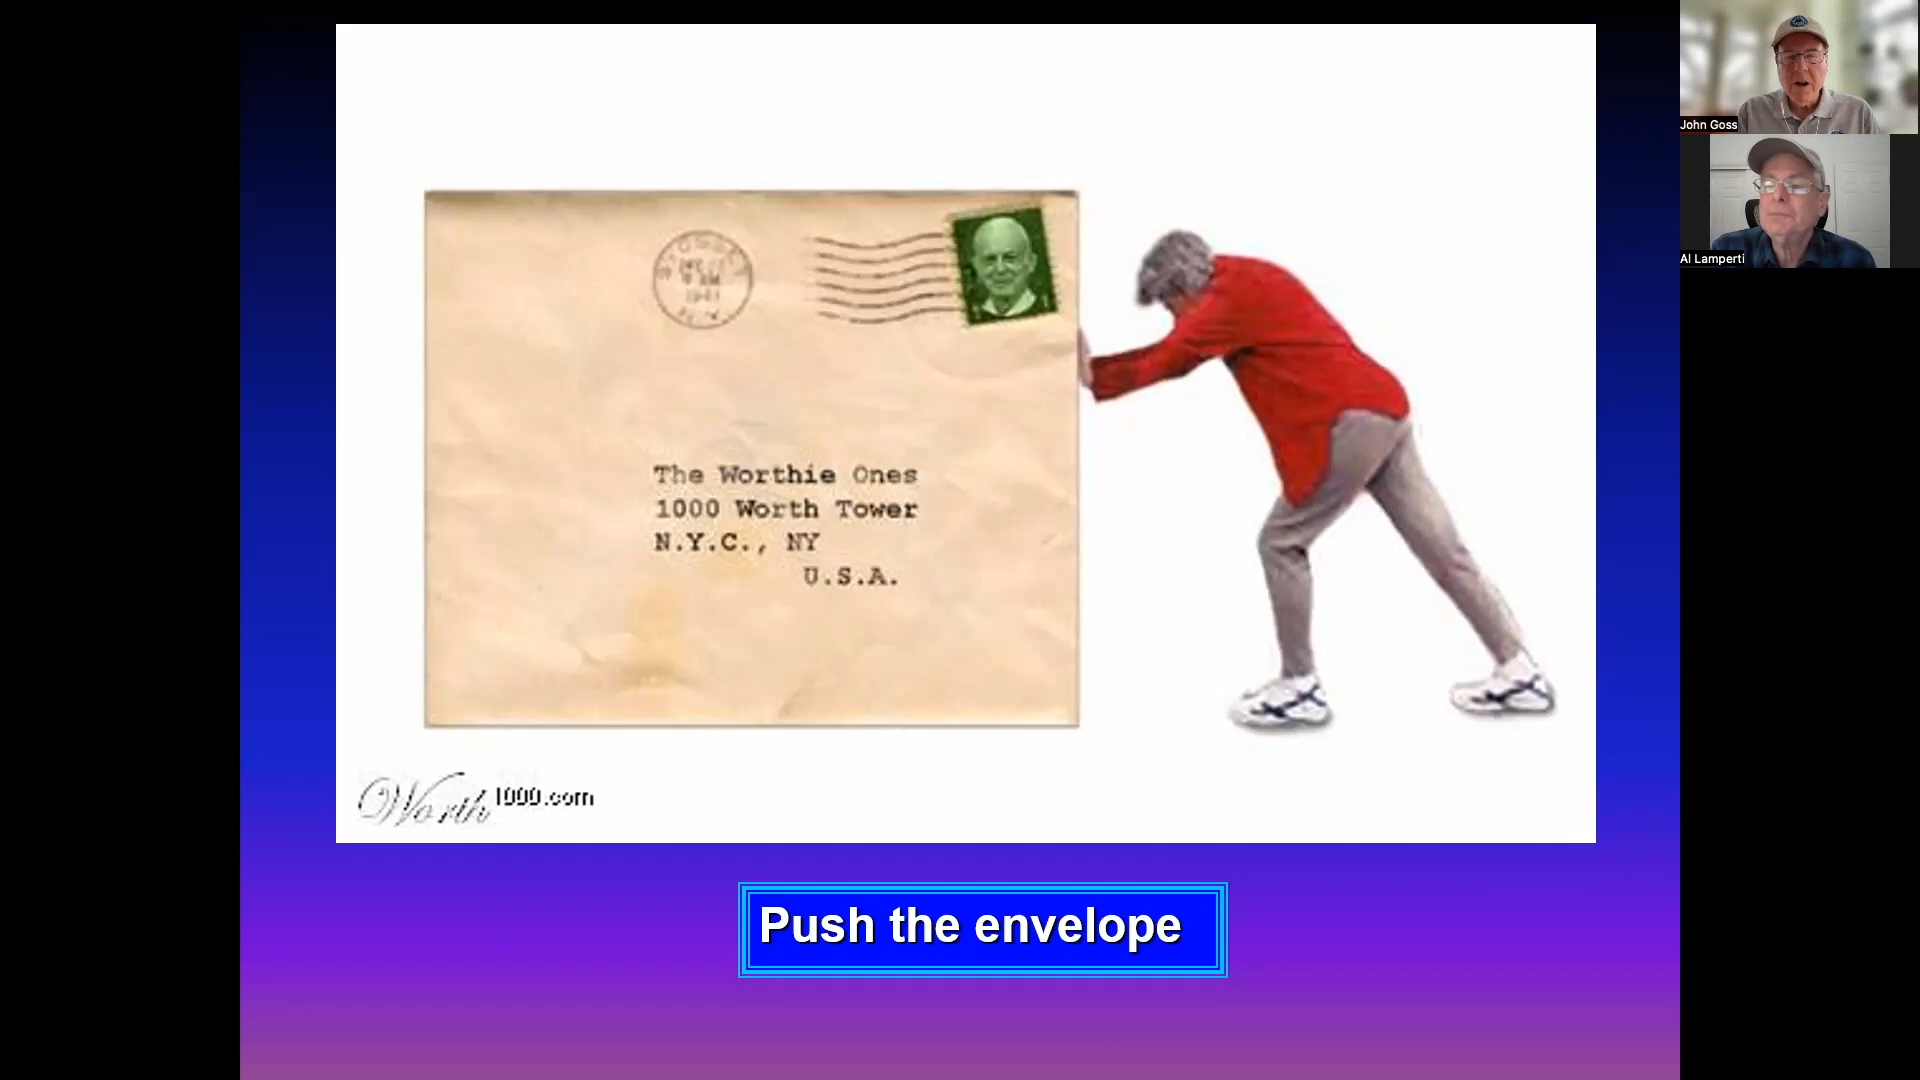 The Worthie Ones
1000 Worth Tower
N.Y.C., NY
U.S.A.
Worth1000.com
Push the envelope
John Goss
Al Lamperti